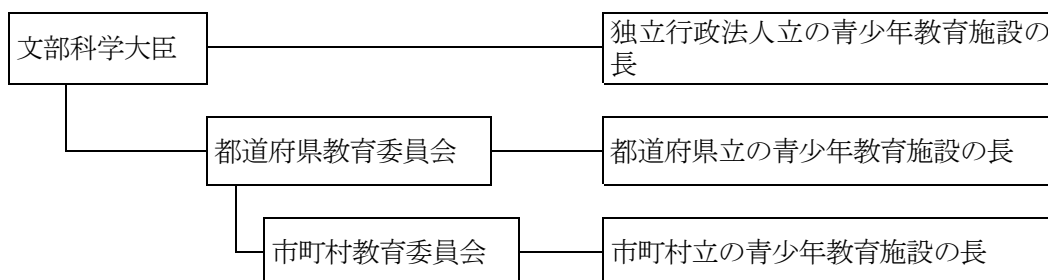 文部科学大臣
独立行政法人立の青少年教育施設の
長
都道府県教育委員会
都道府県立の青少年教育施設の長
市町村教育委員会
市町村立の青少年教育施設の長